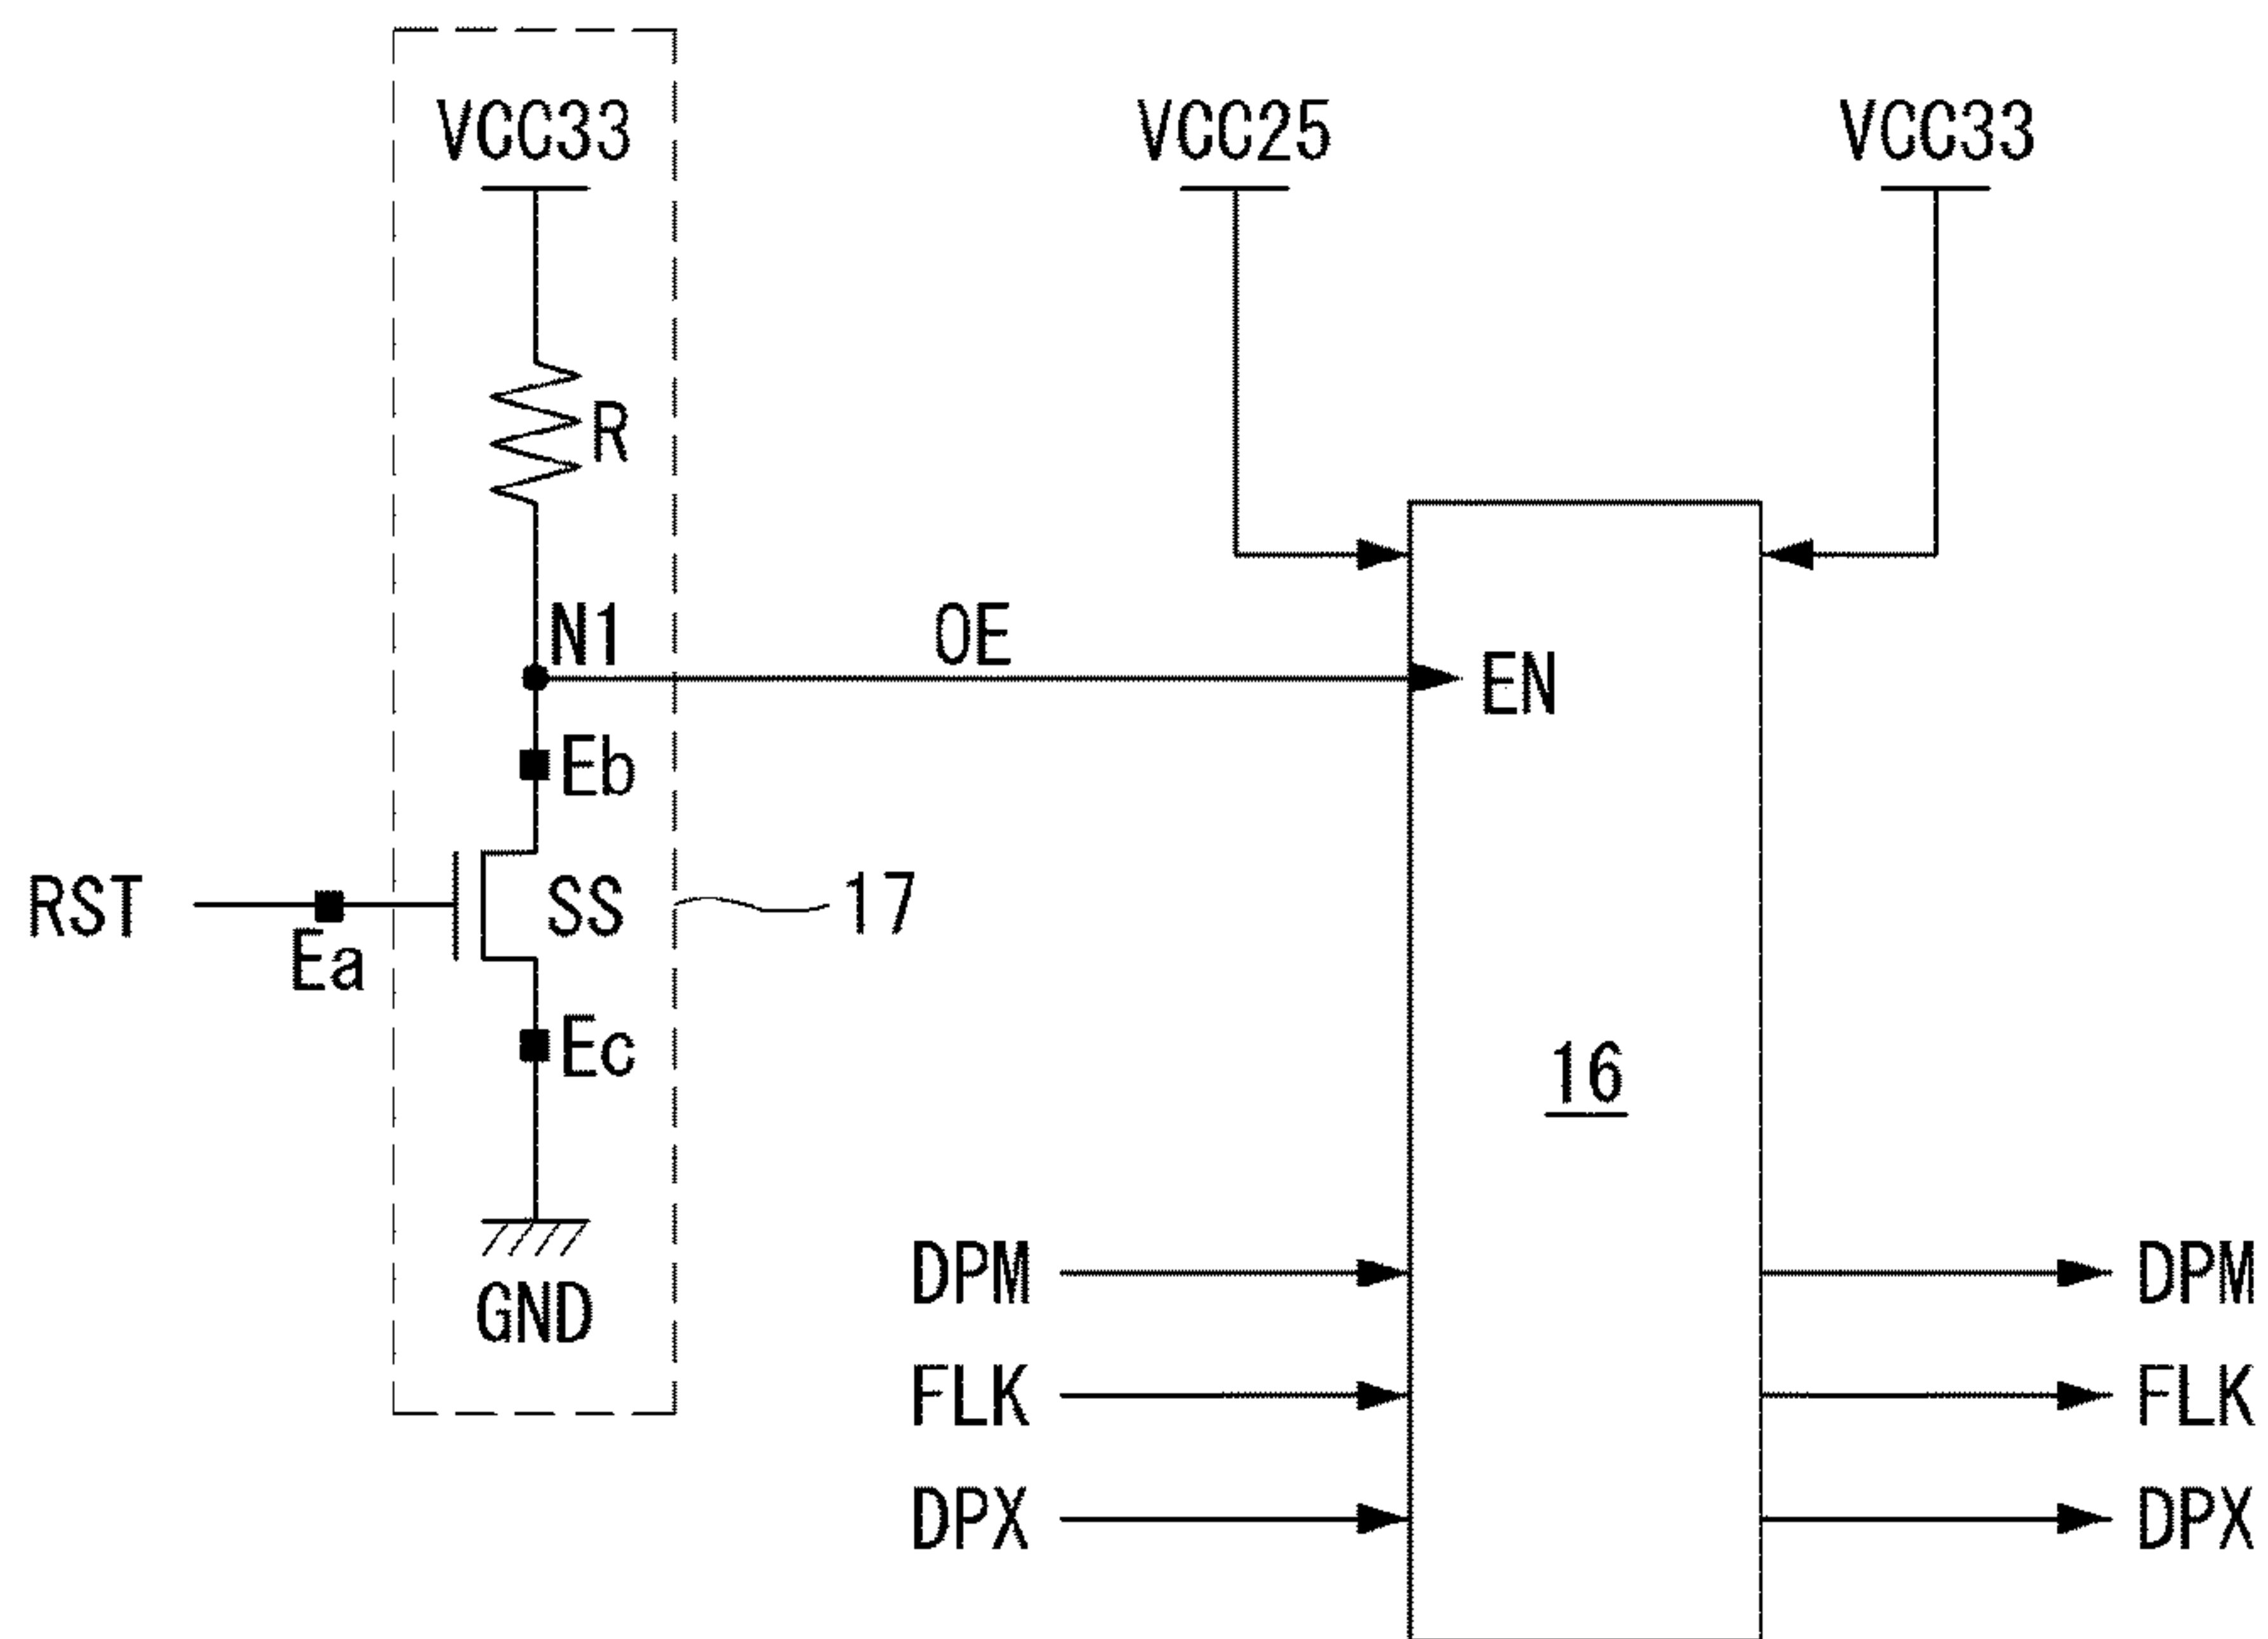 VCC33
VCC25
VCC33
R
N1
OE
EN
Eb
RST
SS
17
Ea
Ec
16
GND
DPM
DPM
FLK
FLK
DPX
DPX